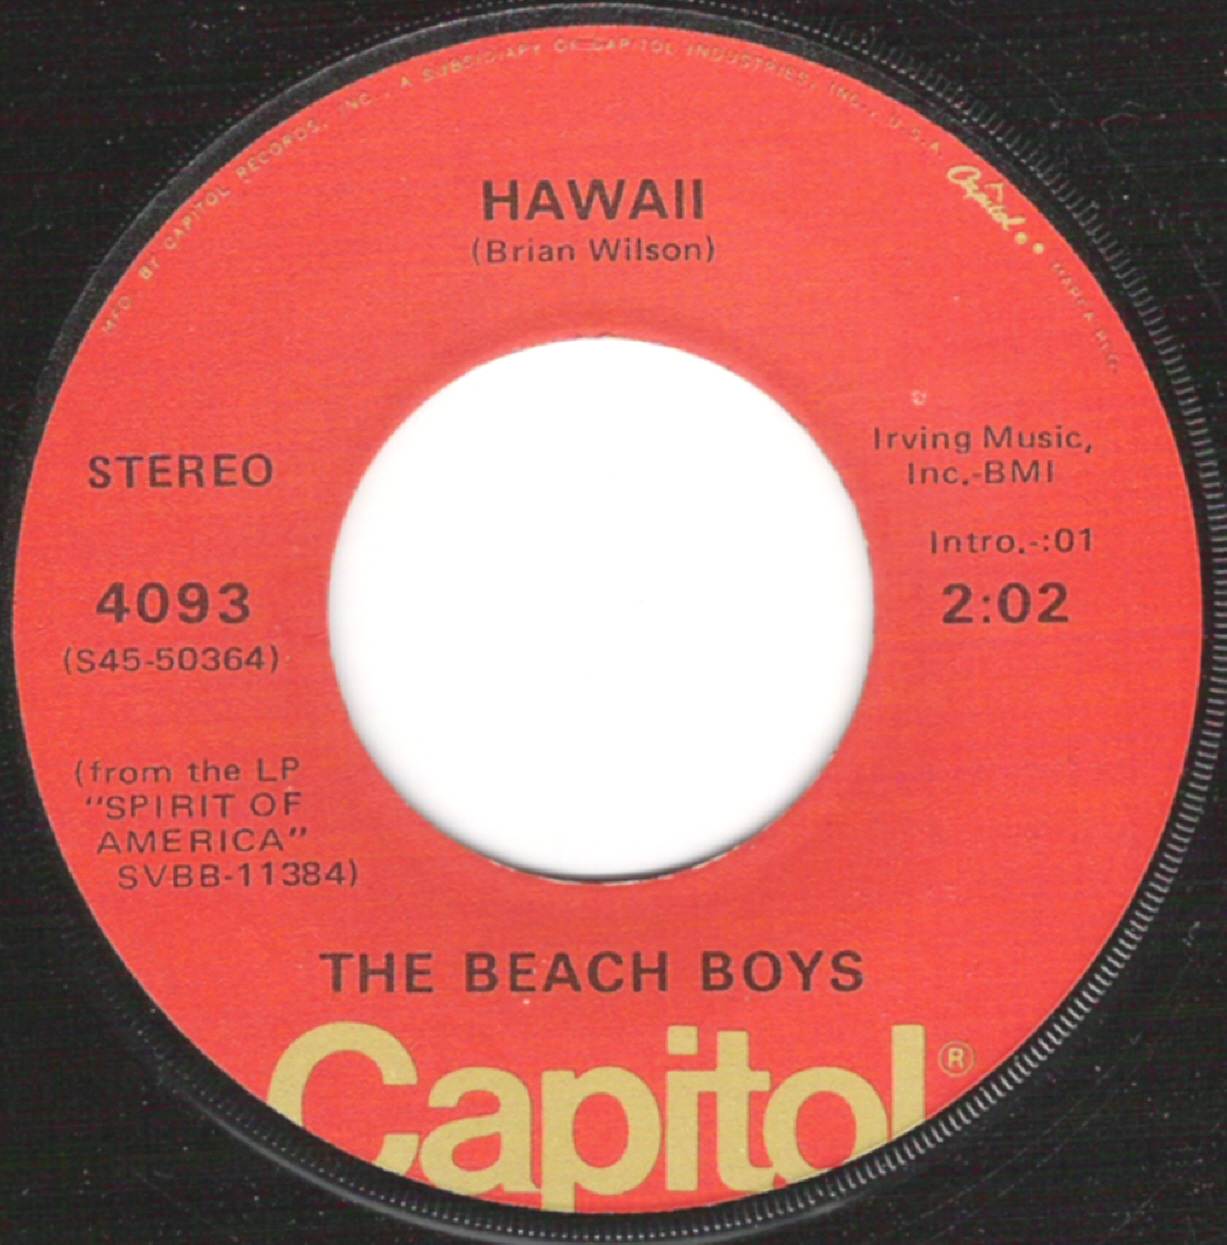 MFD. BY CAPITOL RECORDS, INC., A SUBSIDIARY OF CAPITOL INDUSTRIES, INC., U.S.A. Capitol • • MARCA REG.
HAWAII
(Brian Wilson)
STEREO
4093
(S45-50364)
(from the LP
"SPIRIT OF
AMERICA"
SVBB-11384)
Irving Music,
Inc.-BMI
Intro.-:01
2:02
THE BEACH BOYS
Capitol®